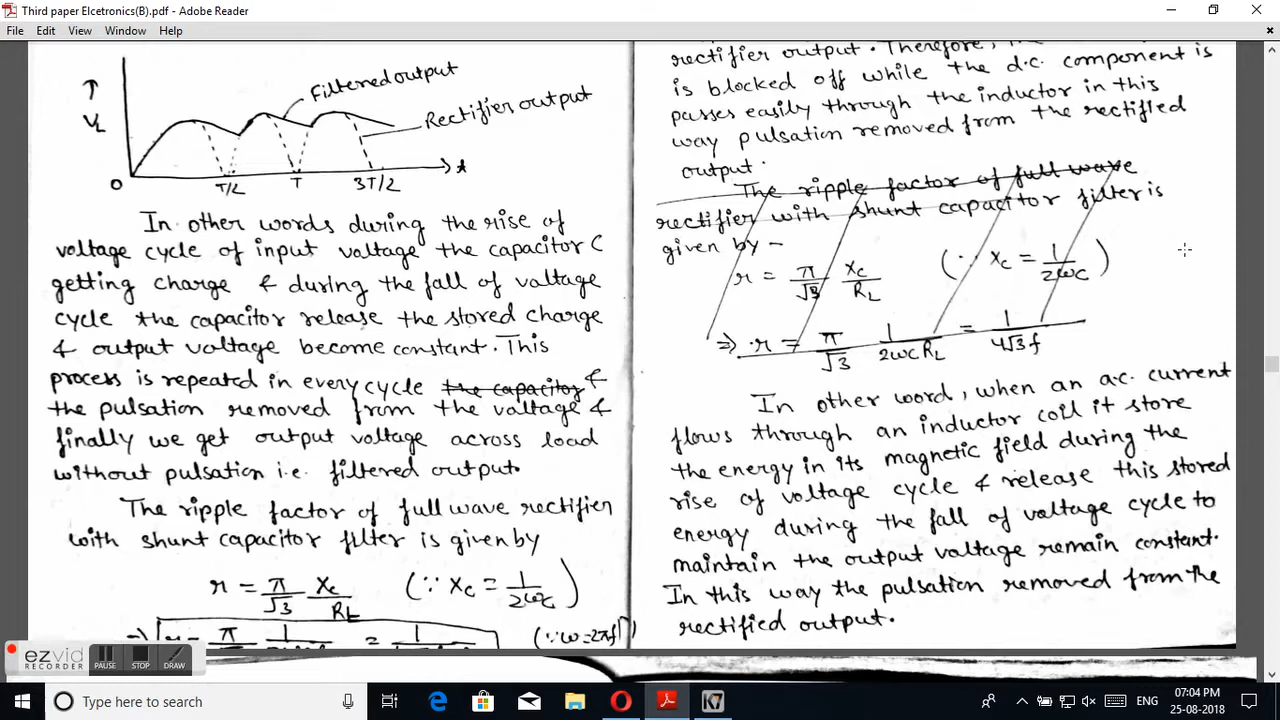 Third paper Elcetronics(B).pdf - Adobe Reader
File Edit View Window Help
↑
VL
Filtered output
Rectifier output
O T/2 T 3T/2 t
In other words during the rise of
voltage cycle of input voltage the capacitor C
getting charge & during the fall of voltage
cycle the capacitor release the stored charge
& output voltage become constant. This
process is repeated in every cycle the capacitor &
the pulsation removed from the voltage &
finally we get output voltage across load
without pulsation i.e. filtered output.
The ripple factor of full wave rectifier
with shunt capacitor filter is given by
r = π/√3 Xc/RL (∵ Xc = 1/2ωc)
(∵ ω = 2πf)
rectifier output. Therefore,
is blocked off while the d.c. component is
passes easily through the inductor in this
way pulsation removed from the rectified
output.
The ripple factor of full wave
rectifier with shunt capacitor filter is
given by –
r = π/√3 Xc/RL (∵ Xc = 1/2ωc)
⇒ r = π/√3 1/2ωcRL = 1/4√3f
In other word, when an a.c. current
flows through an inductor coil it store
the energy in its magnetic field during the
rise of voltage cycle & release this stored
energy during the fall of voltage cycle to
maintain the output voltage remain constant.
In this way the pulsation removed from the
rectified output.
ezvid
RECORDER
PAUSE STOP DRAW
Type here to search
ENG
07:04 PM
25-08-2018